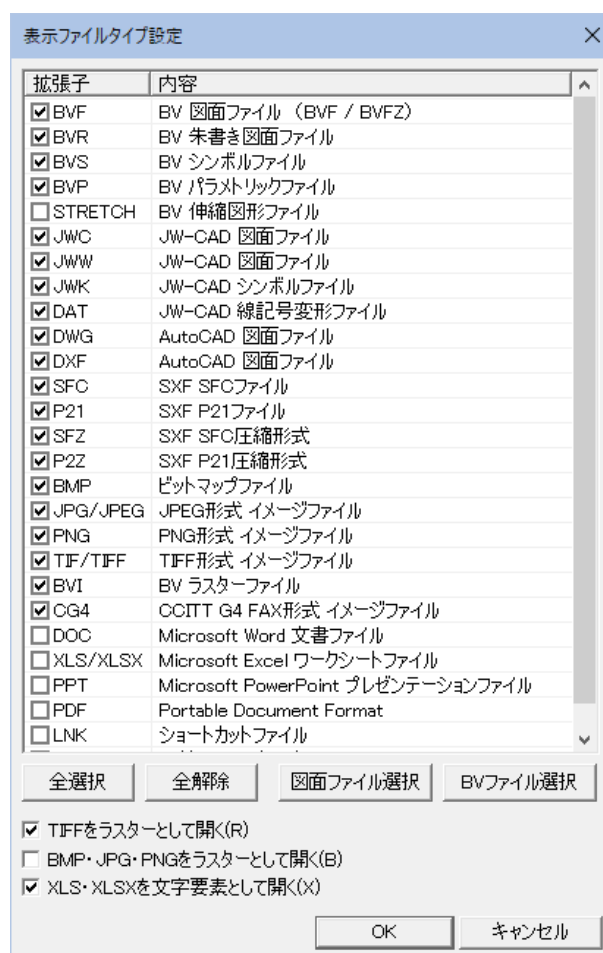 表示ファイルタイプ設定
拡張子 内容
BVF BV 図面ファイル (BVF / BVFZ)
BVR BV 朱書き図面ファイル
BVS BV シンボルファイル
BVP BV パラメトリックファイル
STRETCH BV 伸縮図形ファイル
JWC JW-CAD 図面ファイル
JWW JW-CAD 図面ファイル
JWK JW-CAD シンボルファイル
DAT JW-CAD 線記号変形ファイル
DWG AutoCAD 図面ファイル
DXF AutoCAD 図面ファイル
SFC SXF SFCファイル
P21 SXF P21ファイル
SFZ SXF SFC圧縮形式
P2Z SXF P21圧縮形式
BMP ビットマップファイル
JPG/JPEG JPEG形式 イメージファイル
PNG PNG形式 イメージファイル
TIF/TIFF TIFF形式 イメージファイル
BVI BV ラスターファイル
CG4 CCITT G4 FAX形式 イメージファイル
DOC Microsoft Word 文書ファイル
XLS/XLSX Microsoft Excel ワークシートファイル
PPT Microsoft PowerPoint プレゼンテーションファイル
PDF Portable Document Format
LNK ショートカットファイル
全選択 全解除 図面ファイル選択 BVファイル選択
TIFFをラスターとして開く(R)
BMP・JPG・PNGをラスターとして開く(B)
XLS・XLSXを文字要素として開く(X)
OK キャンセル